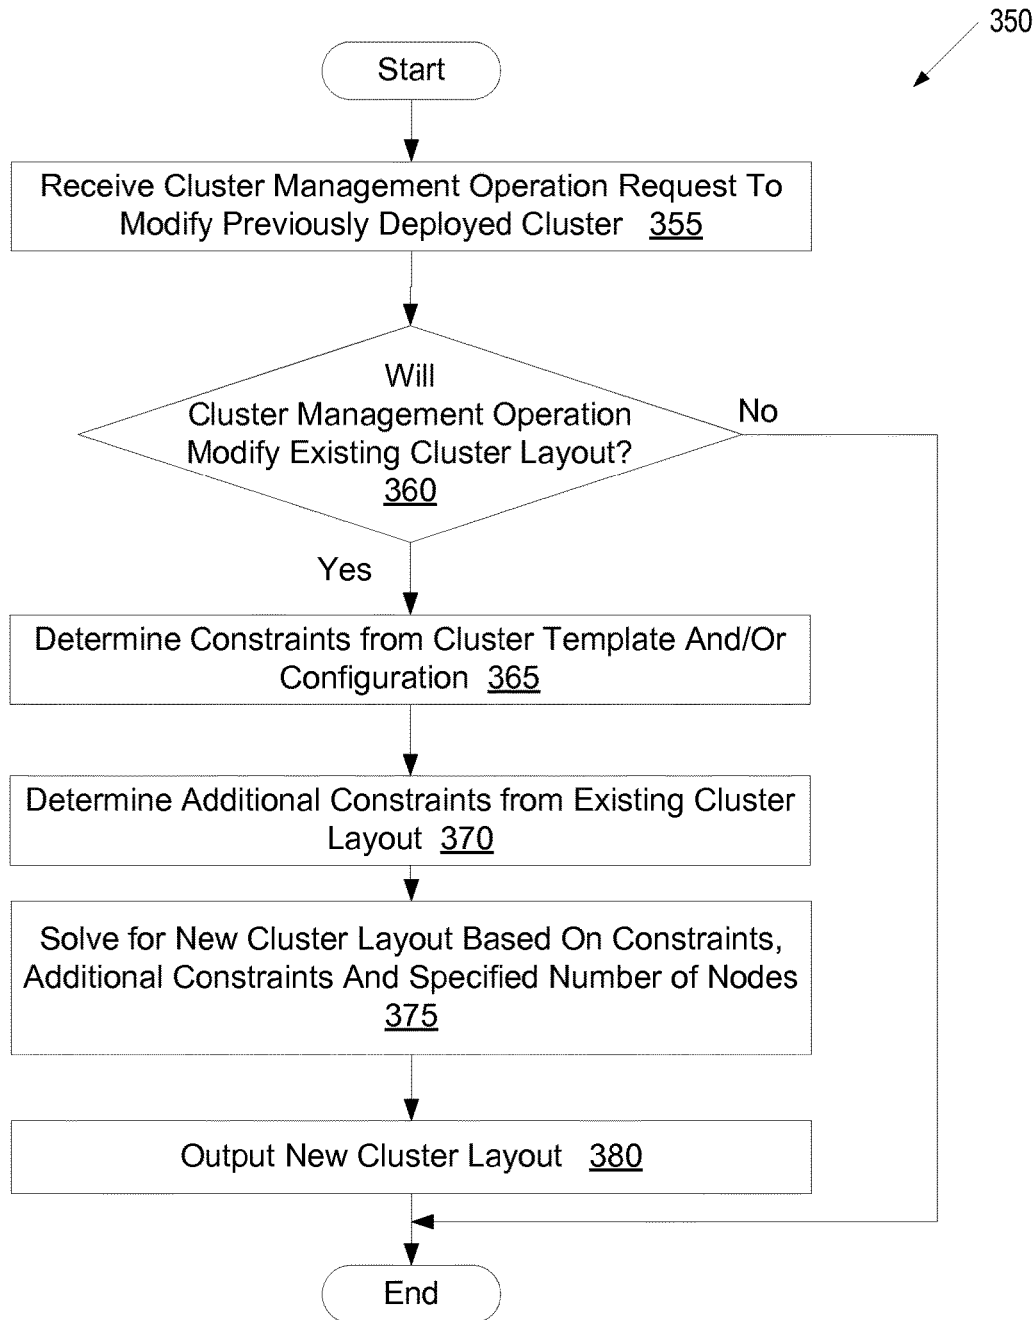 350
Start
Receive Cluster Management Operation Request To
Modify Previously Deployed Cluster 355
Will
Cluster Management Operation
Modify Existing Cluster Layout?
360
No
Yes
Determine Constraints from Cluster Template And/Or
Configuration 365
Determine Additional Constraints from Existing Cluster
Layout 370
Solve for New Cluster Layout Based On Constraints,
Additional Constraints And Specified Number of Nodes
375
Output New Cluster Layout 380
End